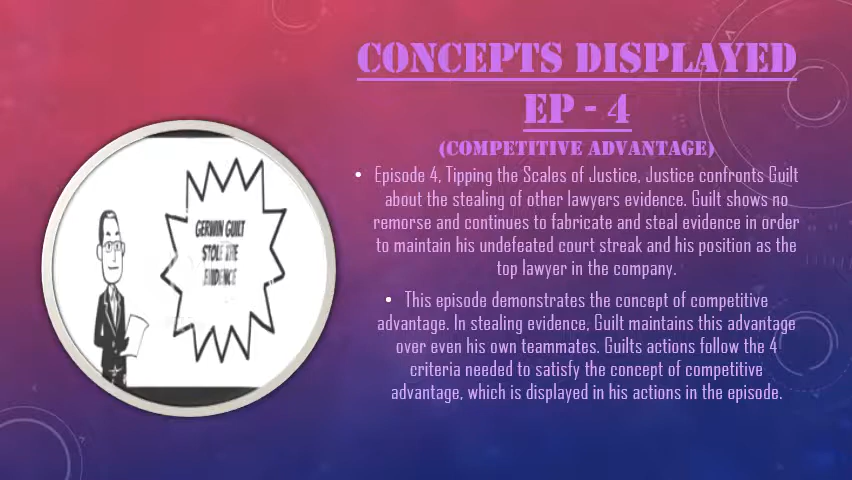 CONCEPTS DISPLAYED
EP - 4
(COMPETITIVE ADVANTAGE)
• Episode 4, Tipping the Scales of Justice, Justice confronts Guilt
about the stealing of other lawyers evidence. Guilt shows no
remorse and continues to fabricate and steal evidence in order
to maintain his undefeated court streak and his position as the
top lawyer in the company.
• This episode demonstrates the concept of competitive
advantage. In stealing evidence, Guilt maintains this advantage
over even his own teammates. Guilts actions follow the 4
criteria needed to satisfy the concept of competitive
advantage, which is displayed in his actions in the episode.
GERWIN GUILT
STOLE THE
EVIDENCE